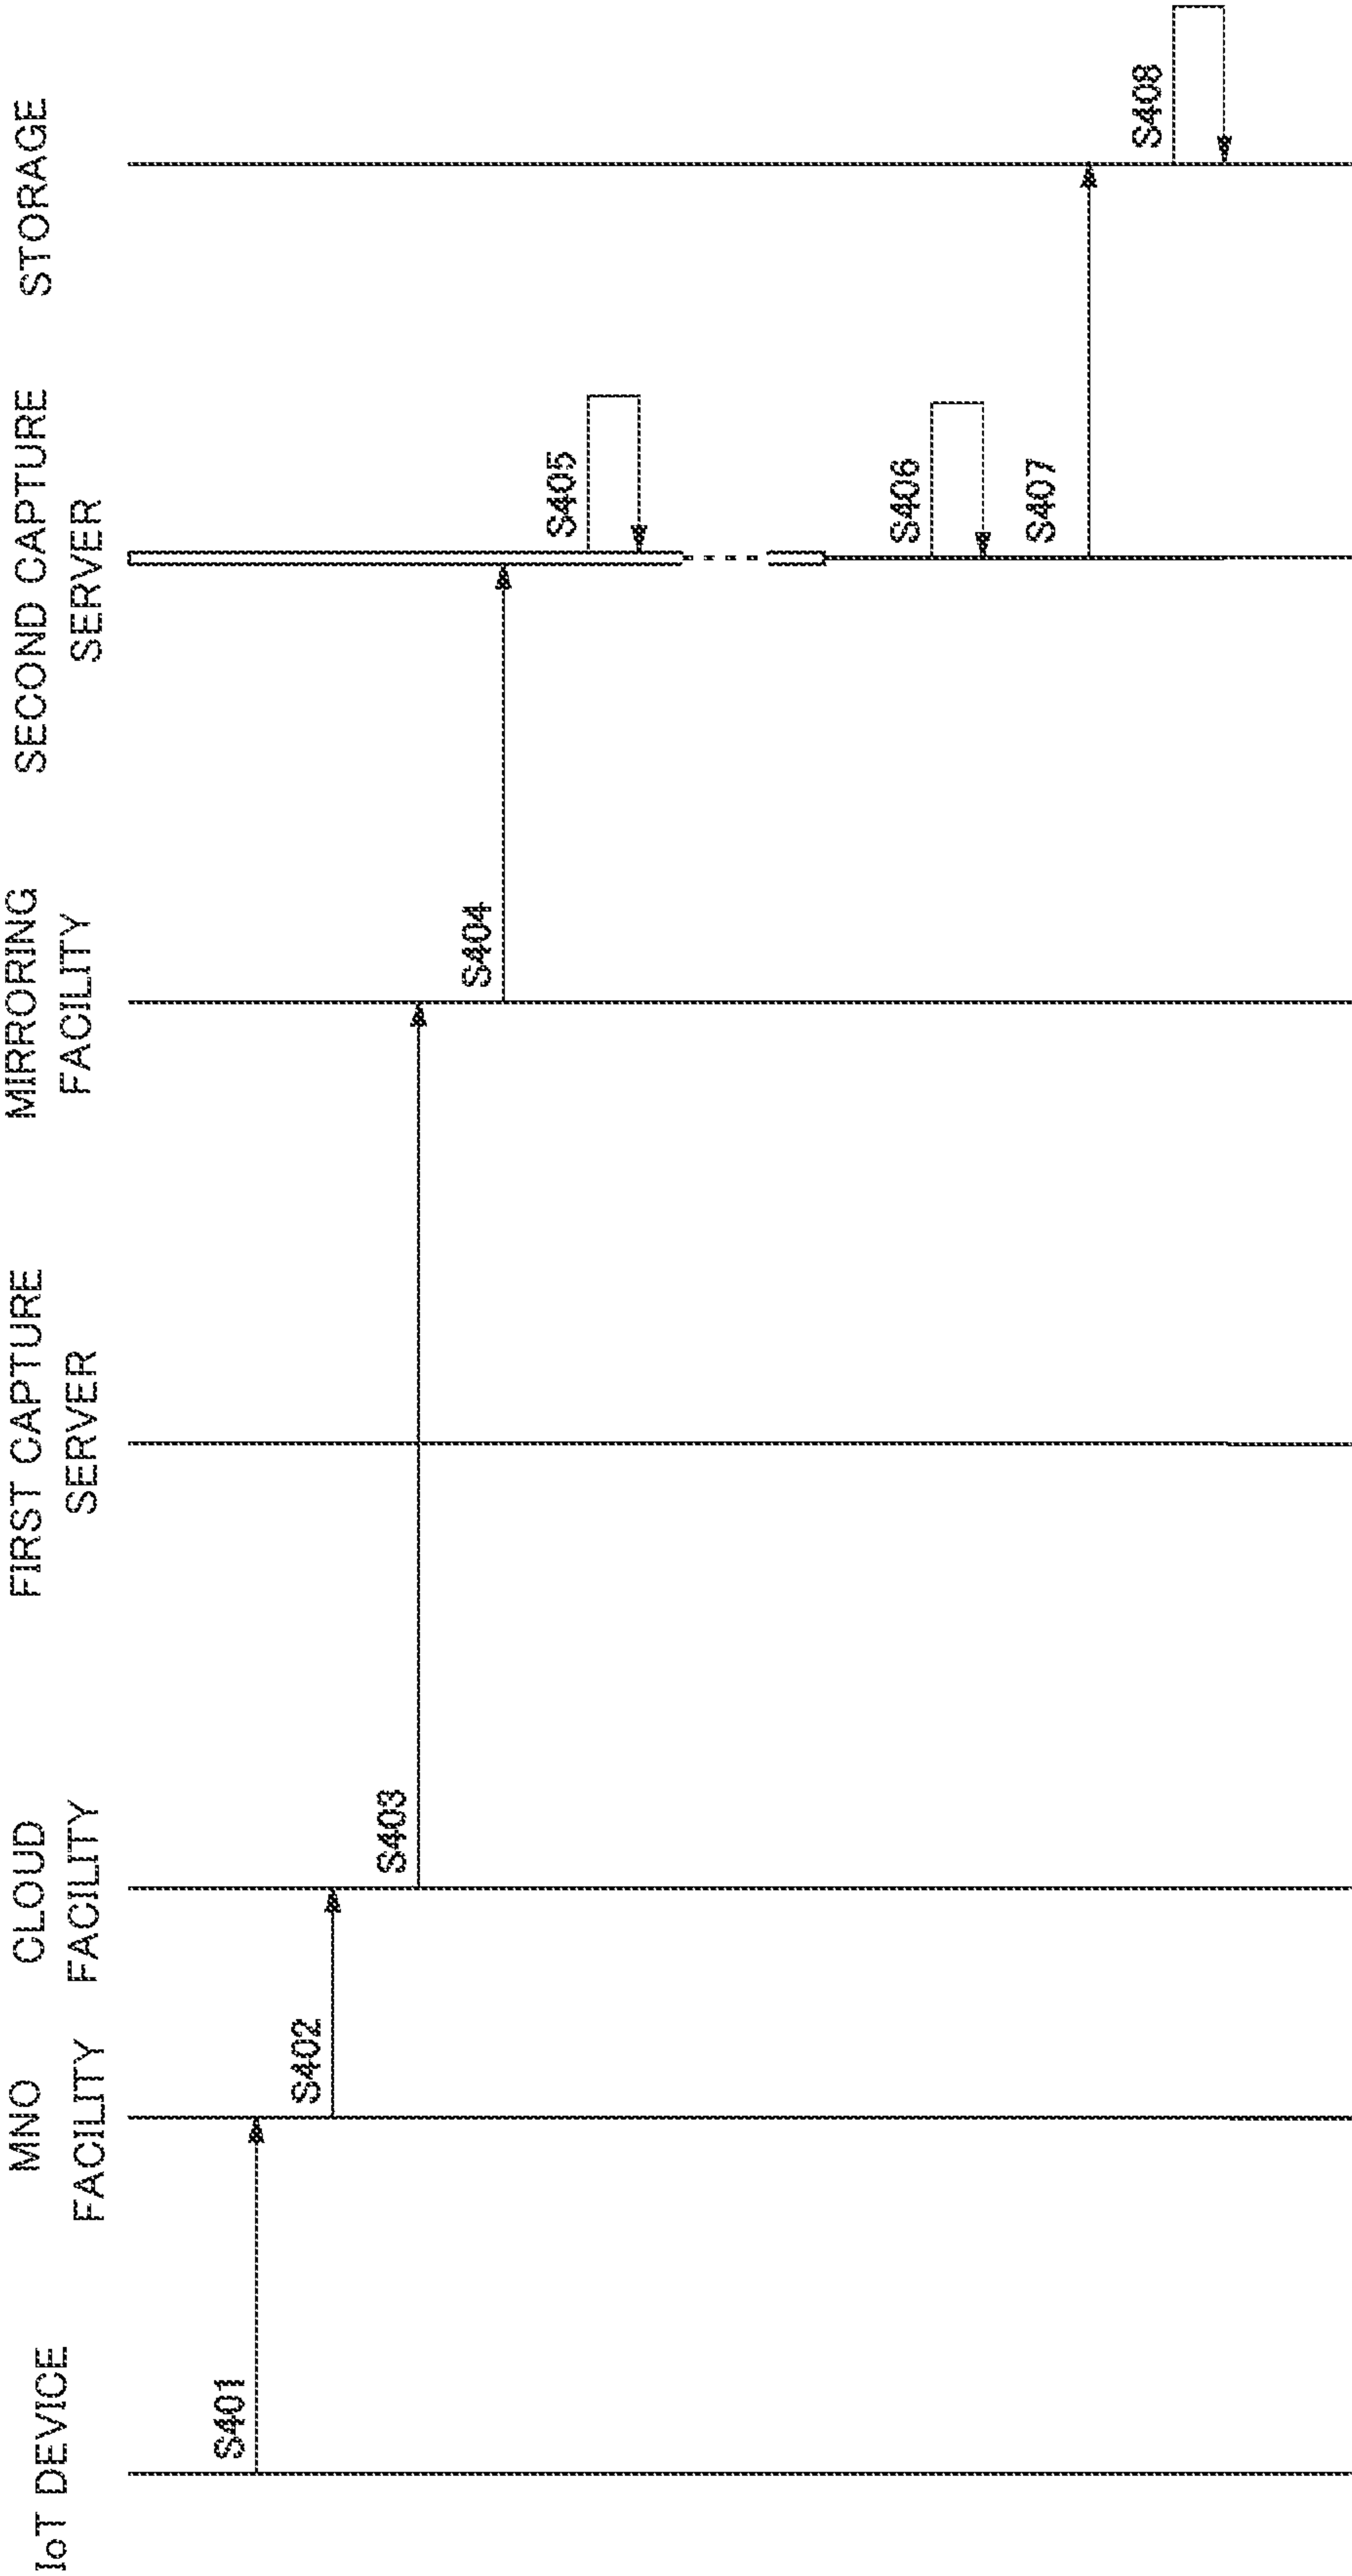 IoT DEVICE
MNO
FACILITY
CLOUD
FACILITY
FIRST CAPTURE
SERVER
MIRRORING
FACILITY
SECOND CAPTURE
SERVER
STORAGE
S401
S402
S403
S404
S405
S406
S407
S408